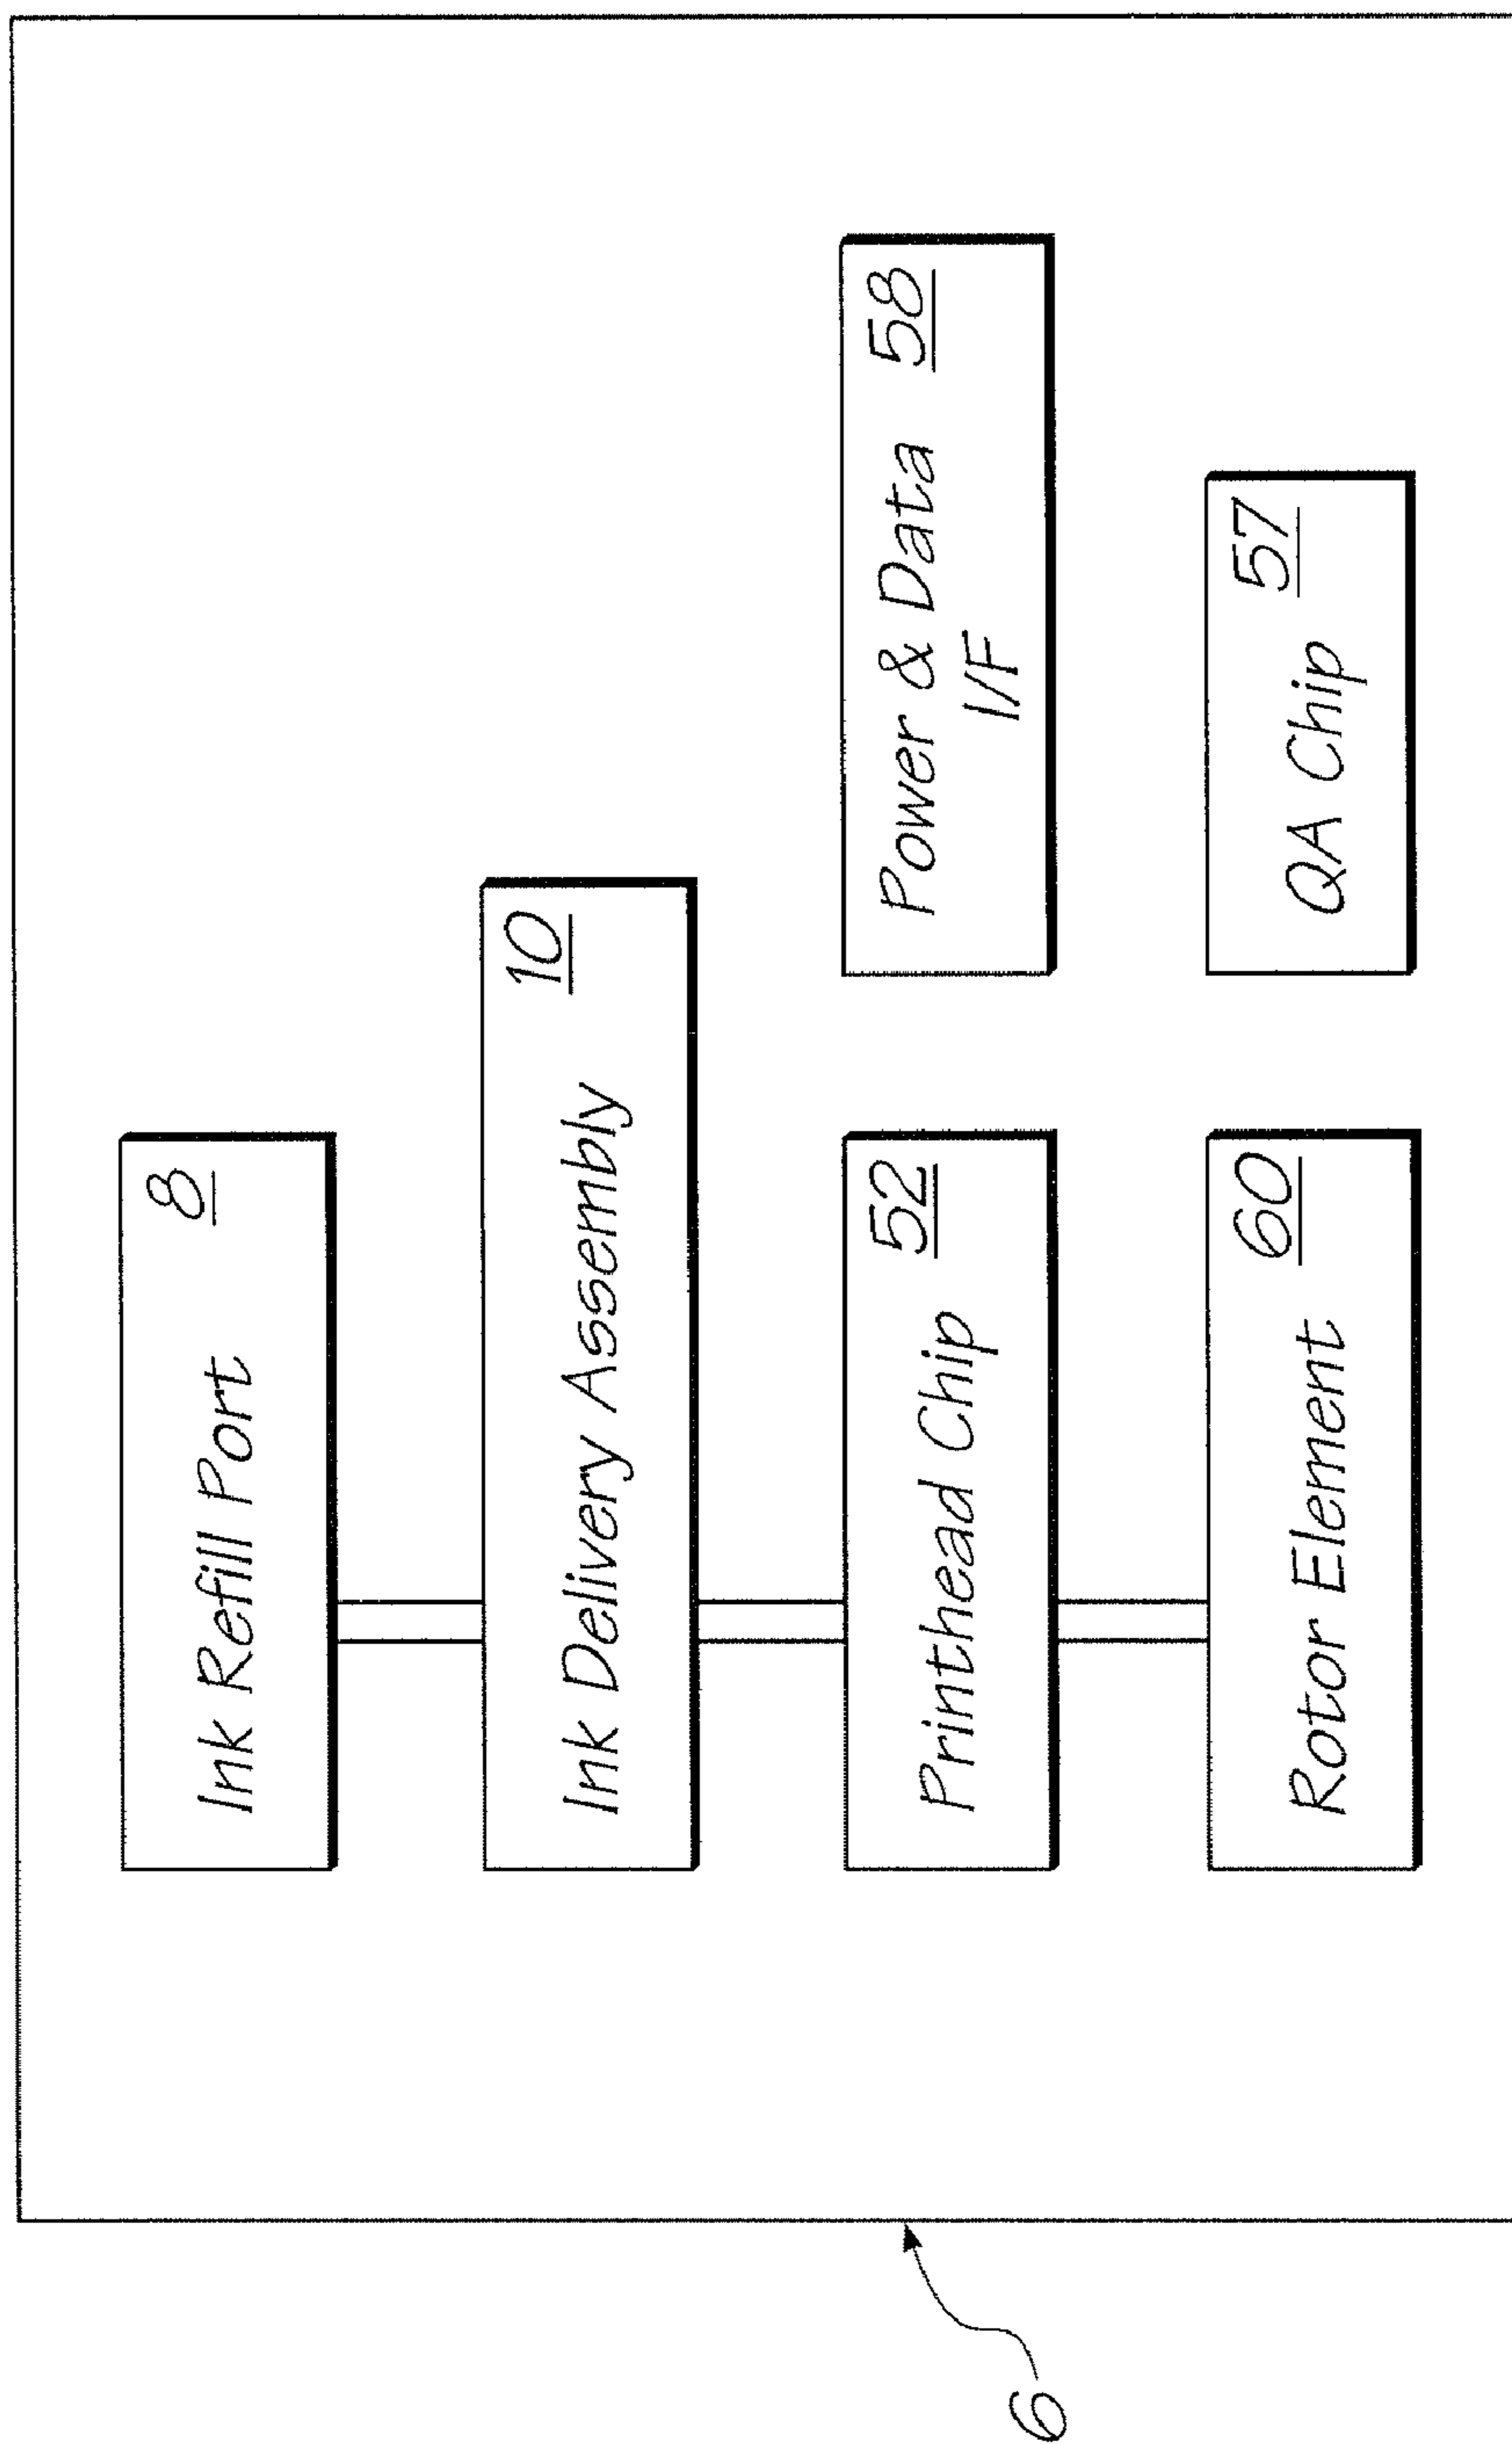 6
Ink Refill Port 8
Ink Delivery Assembly 10
Printhead Chip 52
Power & Data 58
I/F
Rotor Element 60
QA Chip 57